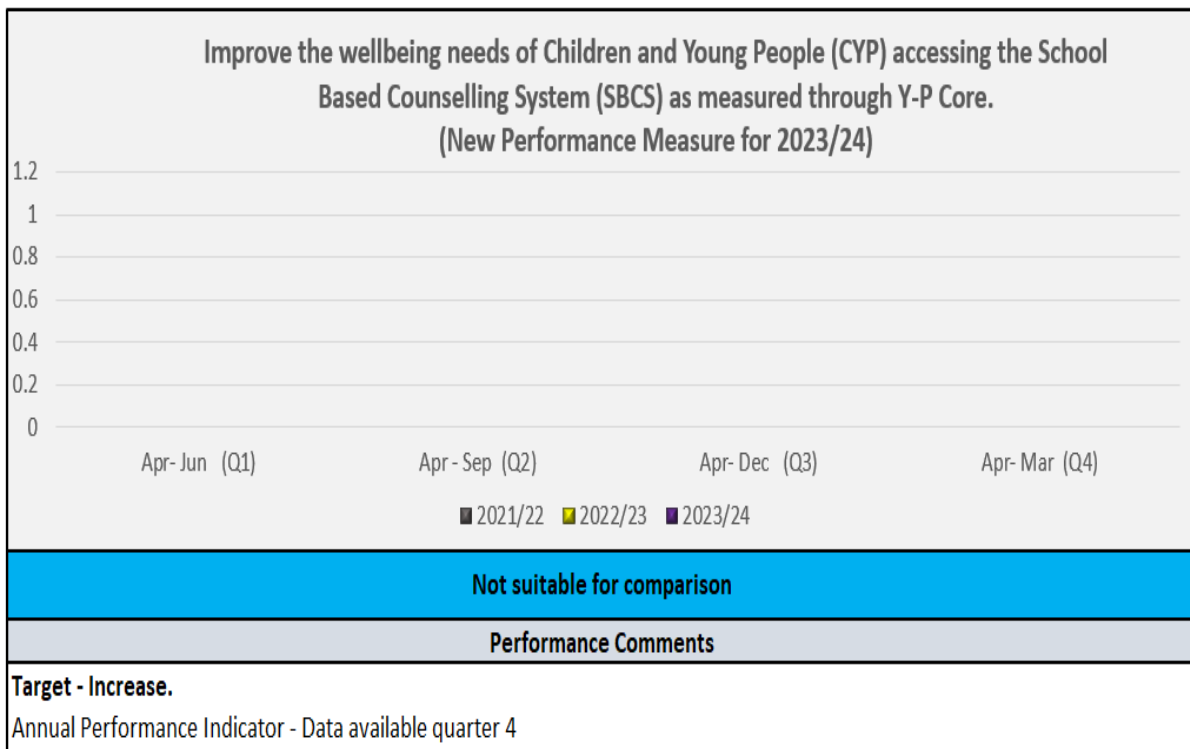 Improve the wellbeing needs of Children and Young People (CYP) accessing the School
Based Counselling System (SBCS) as measured through Y-P Core.
(New Performance Measure for 2023/24)
1.2
1
0.8
0.6
0.4
0.2
0
Apr- Jun (Q1) Apr - Sep (Q2) Apr- Dec (Q3) Apr- Mar (Q4)
2021/22 2022/23 2023/24
Not suitable for comparison
Performance Comments
Target - Increase.
Annual Performance Indicator - Data available quarter 4